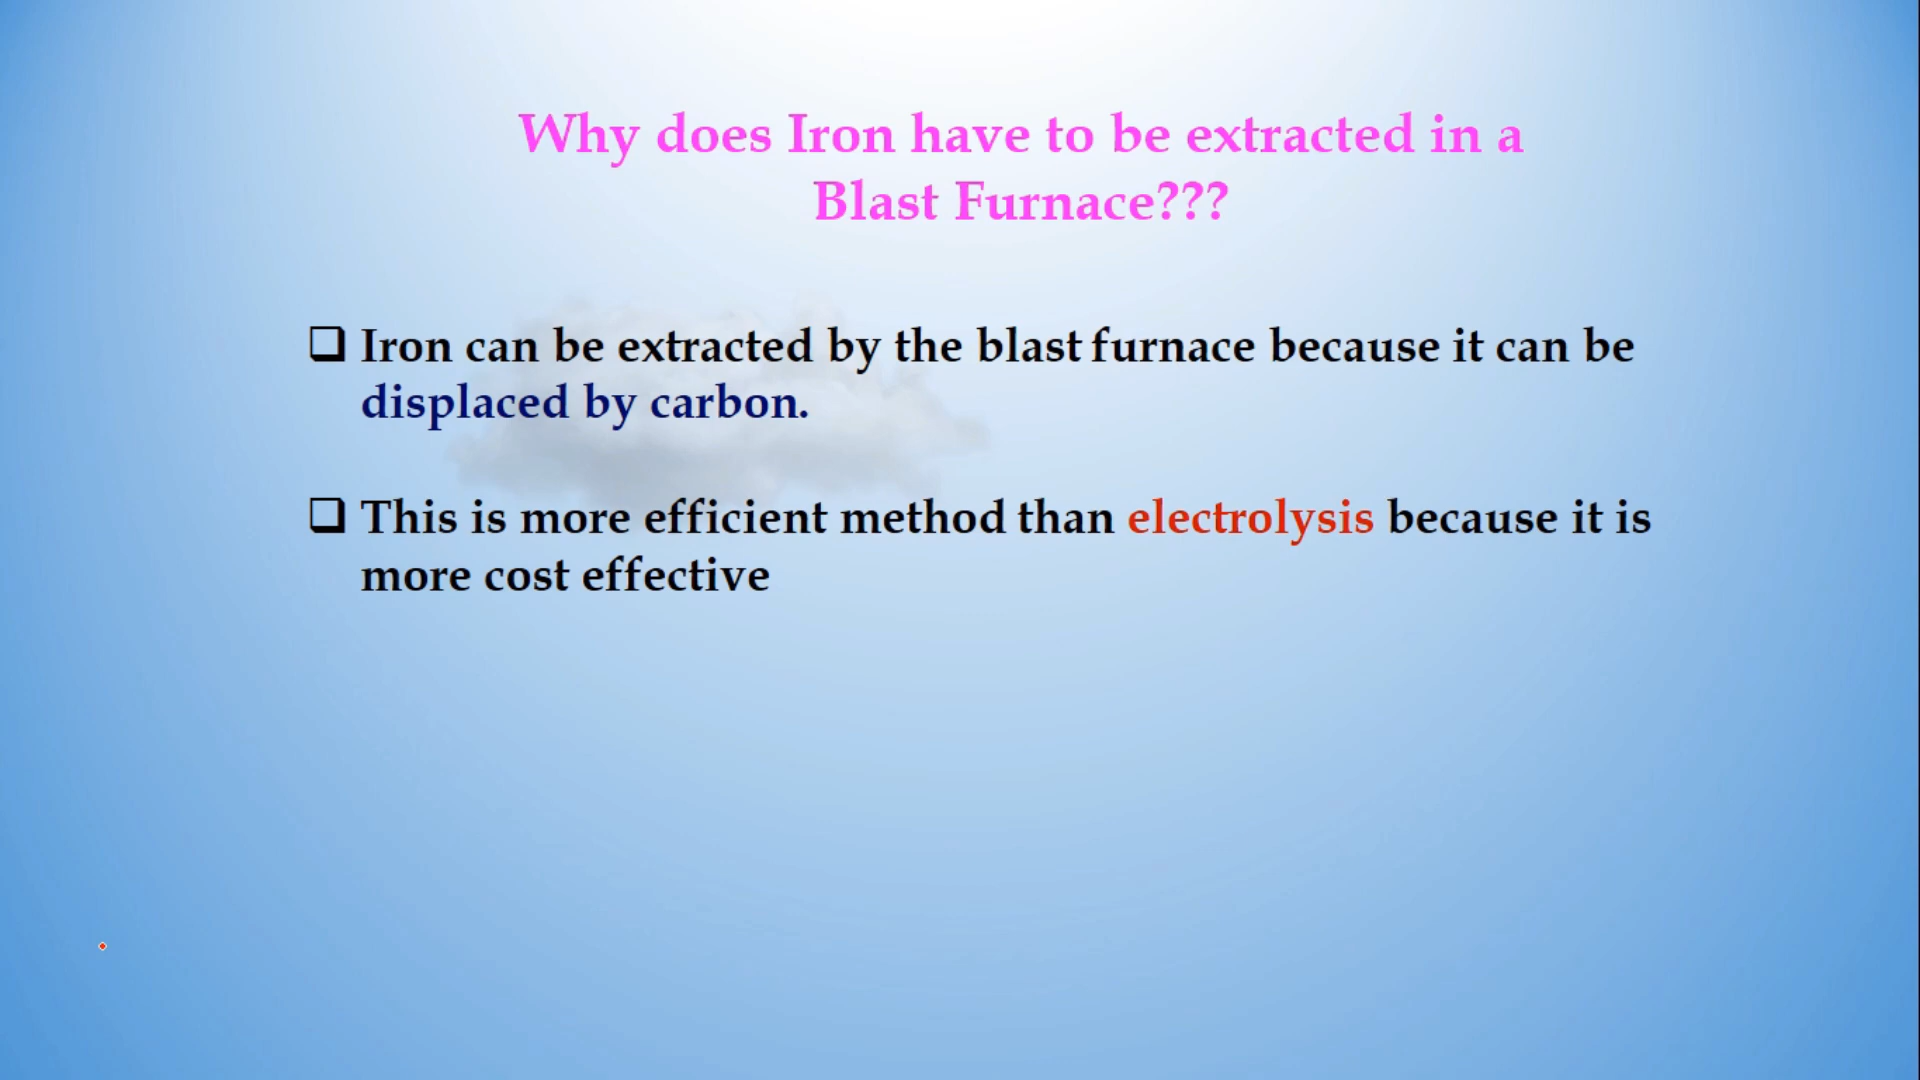 Why does Iron have to be extracted in a
Blast Furnace???
❑ Iron can be extracted by the blast furnace because it can be
displaced by carbon.
❑ This is more efficient method than electrolysis because it is
more cost effective